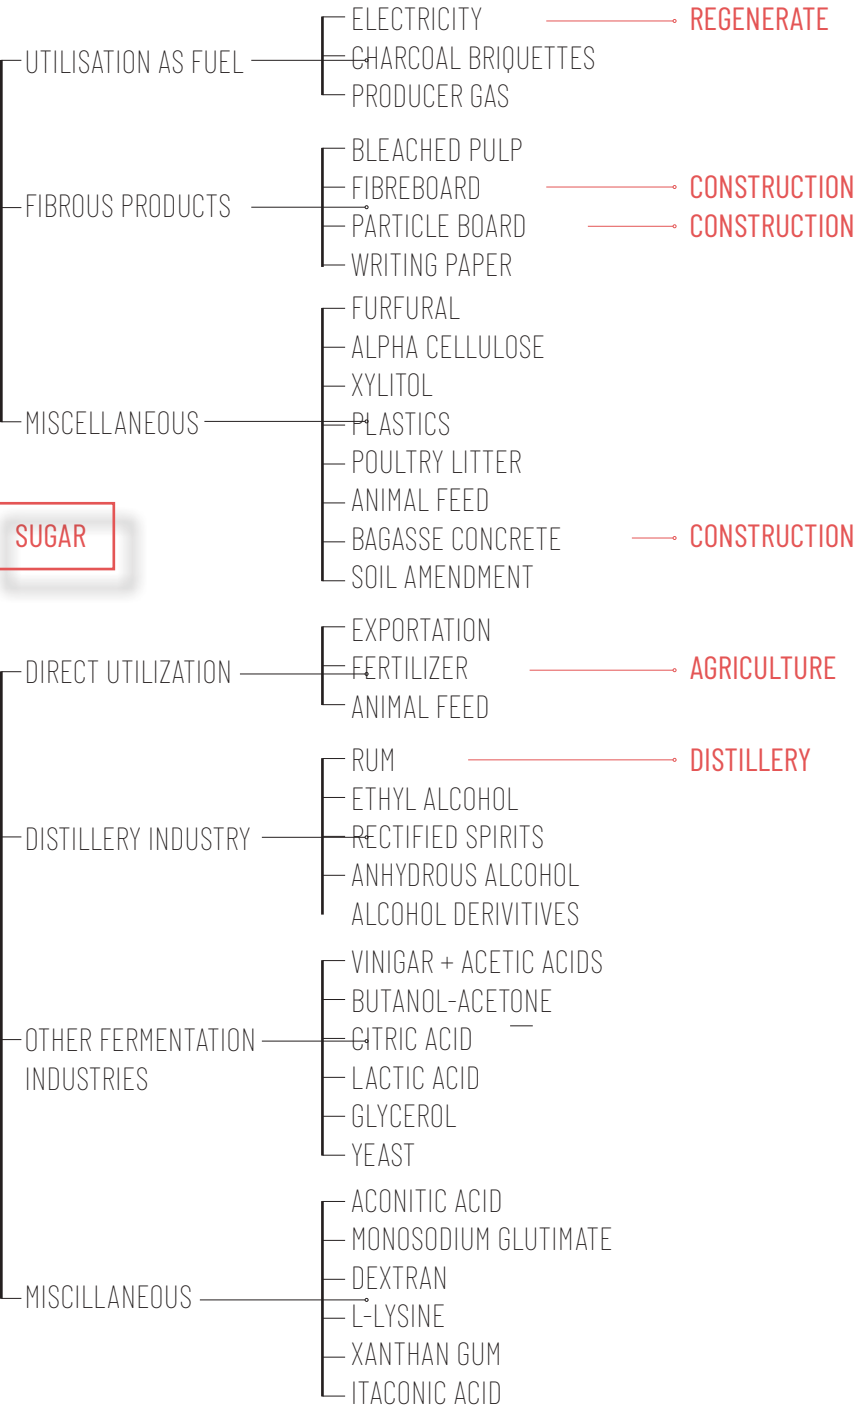 ELECTRICITY REGENERATE
UTILISATION AS FUEL CHARCOAL BRIQUETTES
PRODUCER GAS
BLEACHED PULP
FIBREBOARD CONSTRUCTION
FIBROUS PRODUCTS PARTICLE BOARD CONSTRUCTION
WRITING PAPER
FURFURAL
ALPHA CELLULOSE
XYLITOL
MISCELLANEOUS PLASTICS
POULTRY LITTER
ANIMAL FEED
SUGAR BAGASSE CONCRETE CONSTRUCTION
SOIL AMENDMENT
EXPORTATION
DIRECT UTILIZATION FERTILIZER AGRICULTURE
ANIMAL FEED
RUM DISTILLERY
ETHYL ALCOHOL
DISTILLERY INDUSTRY RECTIFIED SPIRITS
ANHYDROUS ALCOHOL
ALCOHOL DERIVITIVES
VINIGAR + ACETIC ACIDS
BUTANOL-ACETONE
OTHER FERMENTATION CITRIC ACID
INDUSTRIES LACTIC ACID
GLYCEROL
YEAST
ACONITIC ACID
MONOSODIUM GLUTIMATE
DEXTRAN
MISCILLANEOUS L-LYSINE
XANTHAN GUM
ITACONIC ACID